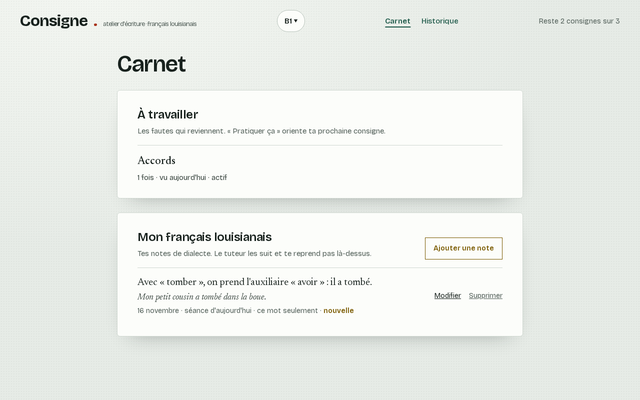 Consigne. atelier d'écriture · français louisianais
B1 ▾
Carnet Historique
Reste 2 consignes sur 3
Carnet
À travailler
Les fautes qui reviennent. « Pratiquer ça » oriente ta prochaine consigne.
Accords
1 fois · vu aujourd'hui · actif
Mon français louisianais
Tes notes de dialecte. Le tuteur les suit et te reprend pas là-dessus.
Ajouter une note
Avec « tomber », on prend l'auxiliaire « avoir » : il a tombé.
Mon petit cousin a tombé dans la boue.
16 novembre · séance d'aujourd'hui · ce mot seulement · nouvelle
Modifier Supprimer